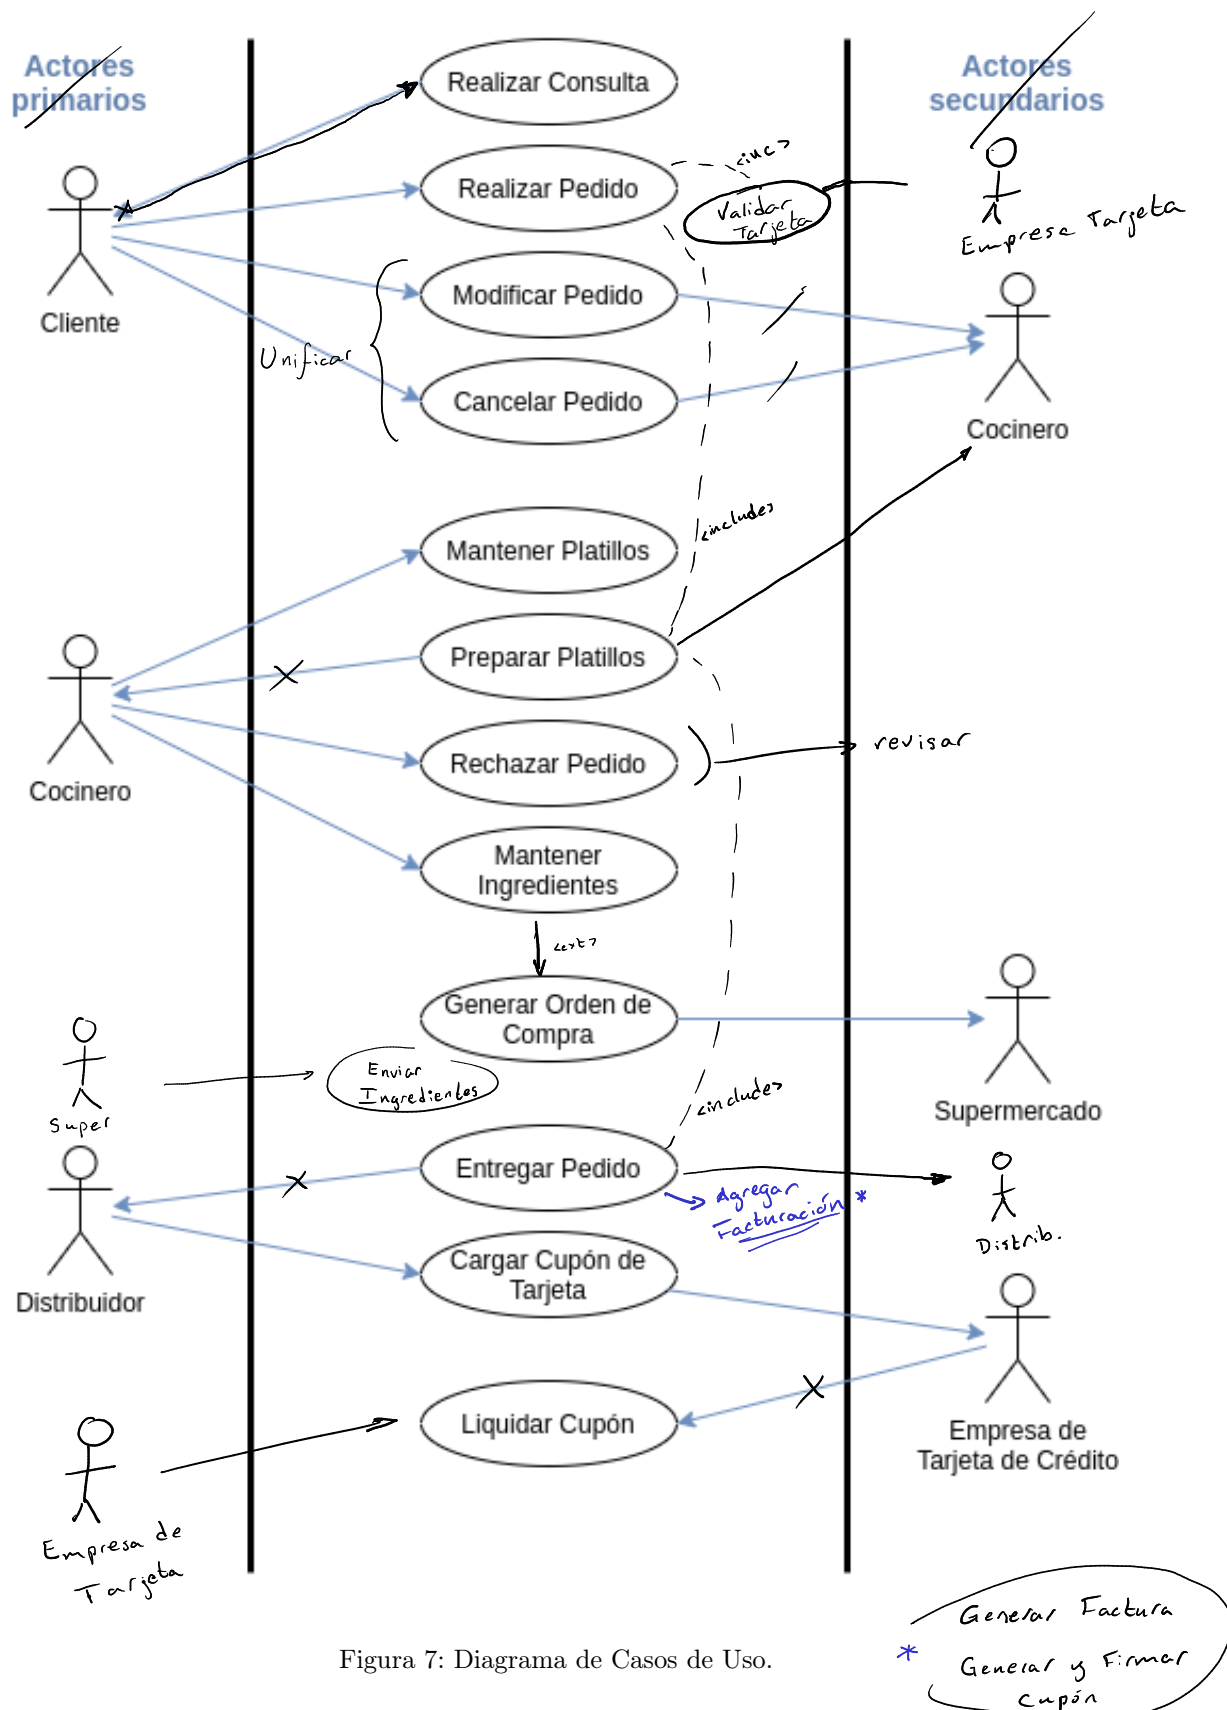 Actores
primarios
Actores
secundarios
Realizar Consulta
Realizar Pedido
<inc>
Validar
Tarjeta
Empresa Tarjeta
Cliente
Modificar Pedido
Unificar
Cancelar Pedido
Cocinero
<include>
Mantener Platillos
Preparar Platillos
Cocinero
Rechazar Pedido
revisar
Mantener
Ingredientes
<ext>
Generar Orden de
Compra
Supermercado
Super
Enviar
Ingredientes
<include>
Entregar Pedido
Agregar
Facturación *
Distrib.
Distribuidor
Cargar Cupón de
Tarjeta
Liquidar Cupón
Empresa de
Tarjeta de Crédito
Empresa de
Tarjeta
Figura 7: Diagrama de Casos de Uso.
Generar Factura
*
Generar y Firmar
Cupón